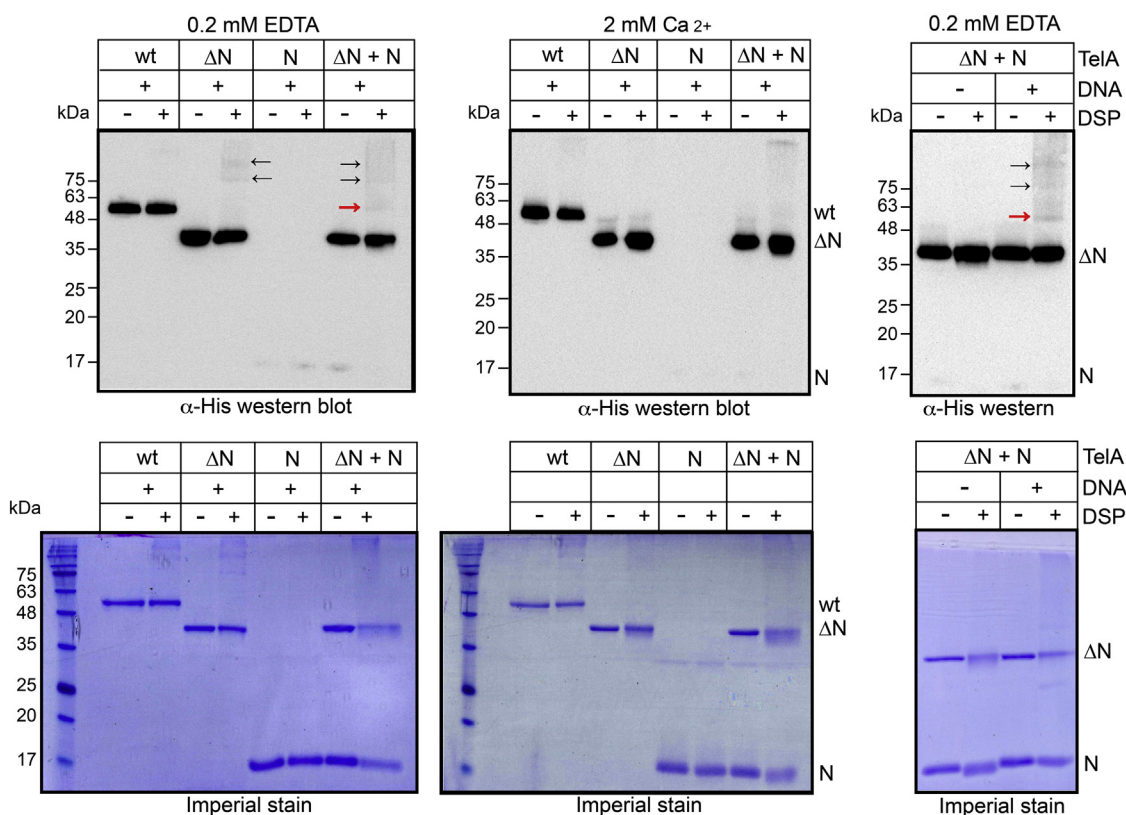 0.2 mM EDTA
wt ΔN N ΔN + N
+ + + +
kDa - + - + - + - +
75
63
48
35
25
20
17
α-His western blot
2 mM Ca 2+
wt ΔN N ΔN + N
+ + + +
- + - + - + - +
75
63
48
35
25
20
17
wt
ΔN
N
α-His western blot
0.2 mM EDTA
ΔN + N TelA
- + DNA
kDa - + - + DSP
75
63
48
35
25
20
17
ΔN
N
α-His western
wt ΔN N ΔN + N
+ + + +
kDa - + - + - + - +
75
63
48
35
25
20
17
Imperial stain
wt ΔN N ΔN + N
- + - + - + - +
wt
ΔN
N
Imperial stain
ΔN + N TelA
- + DNA
- + - + DSP
ΔN
N
Imperial stain